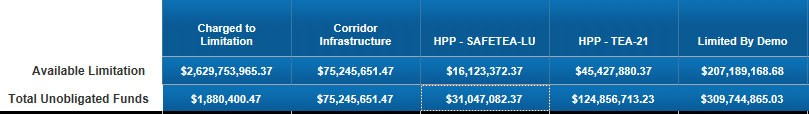 Charged to Limitation Corridor Infrastructure HPP - SAFETEA-LU HPP - TEA-21 Limited By Demo
Available Limitation $2,629,753,965.37 $75,245,651.47 $16,123,372.37 $45,427,880.37 $207,189,168.68
Total Unobligated Funds $1,880,400.47 $75,245,651.47 $31,047,082.37 $124,856,713.23 $309,744,865.03